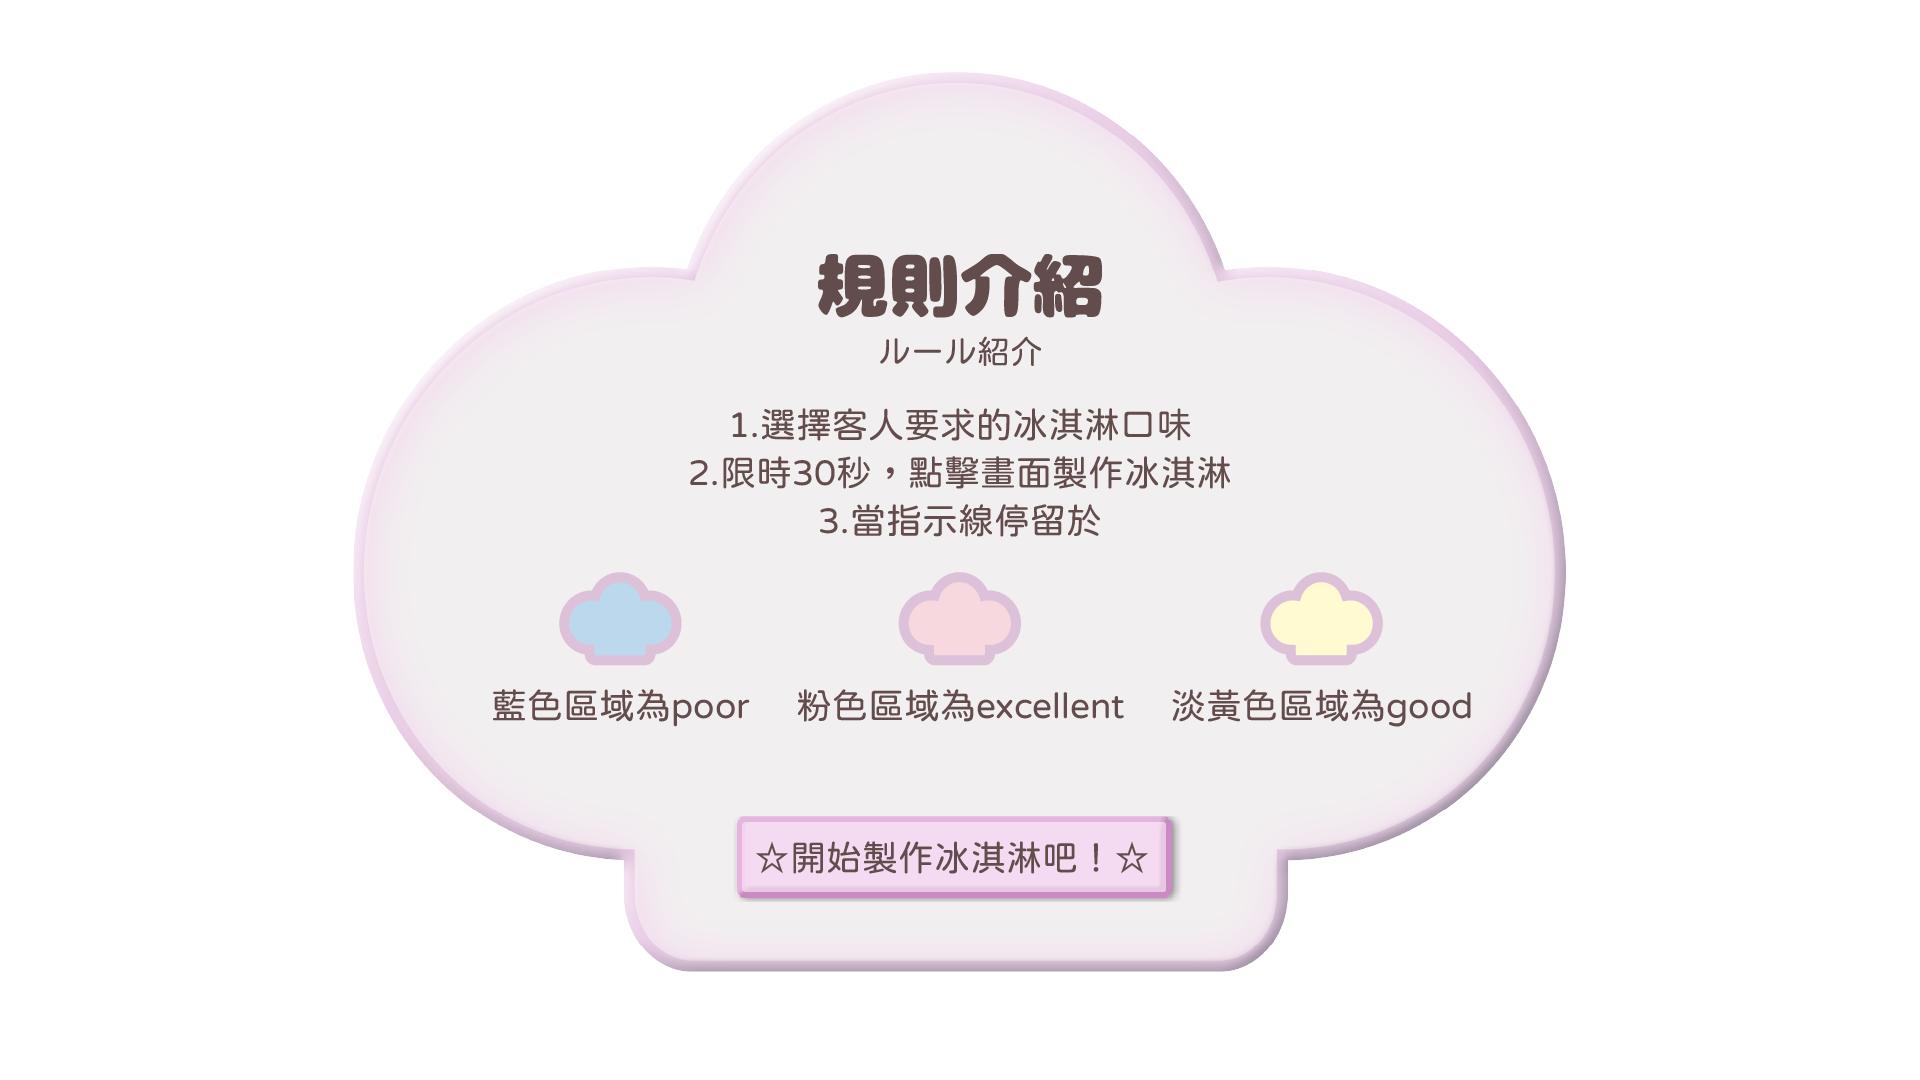 規則介紹
ルール紹介
1.選擇客人要求的冰淇淋口味
2.限時30秒，點擊畫面製作冰淇淋
3.當指示線停留於
藍色區域為poor
粉色區域為excellent
淡黃色區域為good
☆開始製作冰淇淋吧！☆